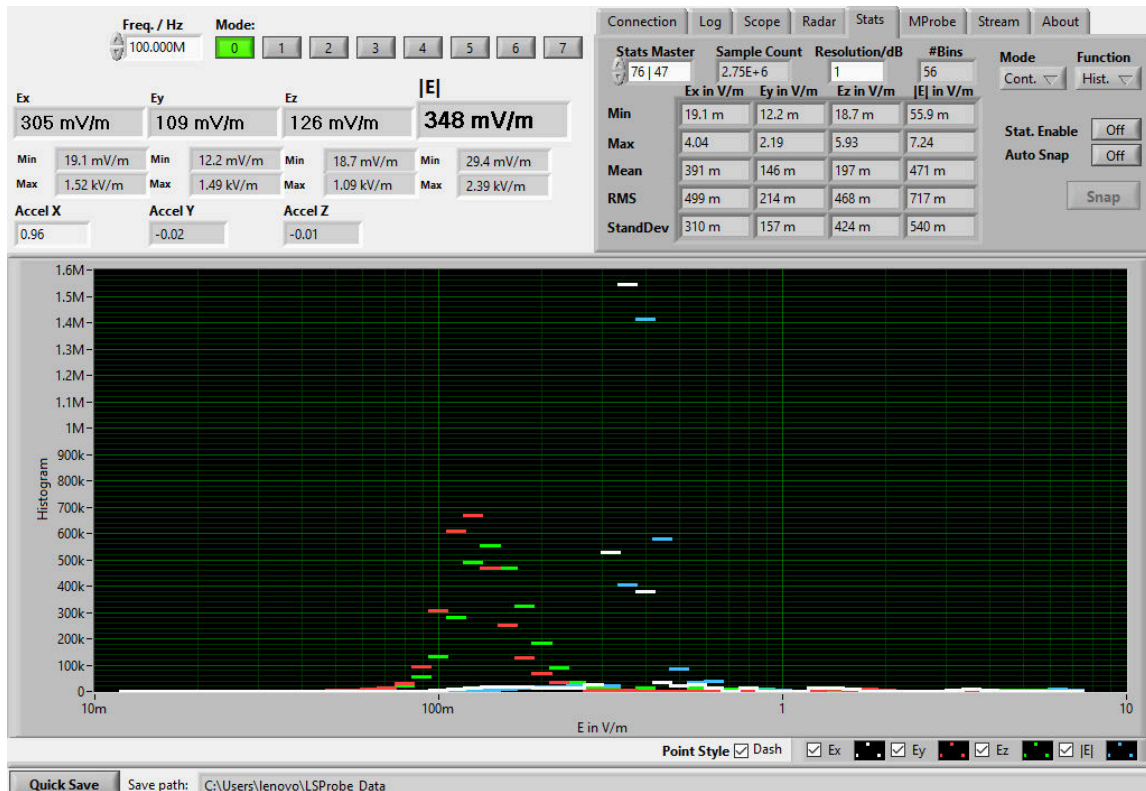 Freq. / Hz Mode:
100.000M 0 1 2 3 4 5 6 7
Ex Ey Ez |E|
305 mV/m 109 mV/m 126 mV/m 348 mV/m
Min 19.1 mV/m Min 12.2 mV/m Min 18.7 mV/m Min 29.4 mV/m
Max 1.52 kV/m Max 1.49 kV/m Max 1.09 kV/m Max 2.39 kV/m
Accel X Accel Y Accel Z
0.96 -0.02 -0.01
Connection Log Scope Radar Stats MProbe Stream About
Stats Master Sample Count Resolution/dB #Bins Mode Function
76 | 47 2.75E+6 1 56 Cont. Hist.
Ex in V/m Ey in V/m Ez in V/m |E| in V/m
Min 19.1 m 12.2 m 18.7 m 55.9 m
Max 4.04 2.19 5.93 7.24
Mean 391 m 146 m 197 m 471 m
RMS 499 m 214 m 468 m 717 m
StandDev 310 m 157 m 424 m 540 m
Stat. Enable Off
Auto Snap Off
Snap
1.6M
1.5M
1.4M
1.3M
1.2M
1.1M
1M
900k
800k
700k
600k
500k
400k
300k
200k
100k
0
Histogram
10m 100m 1 10
E in V/m
Point Style Dash Ex Ey Ez |E|
Quick Save Save path: C:\Users\lenovo\LSProbe Data